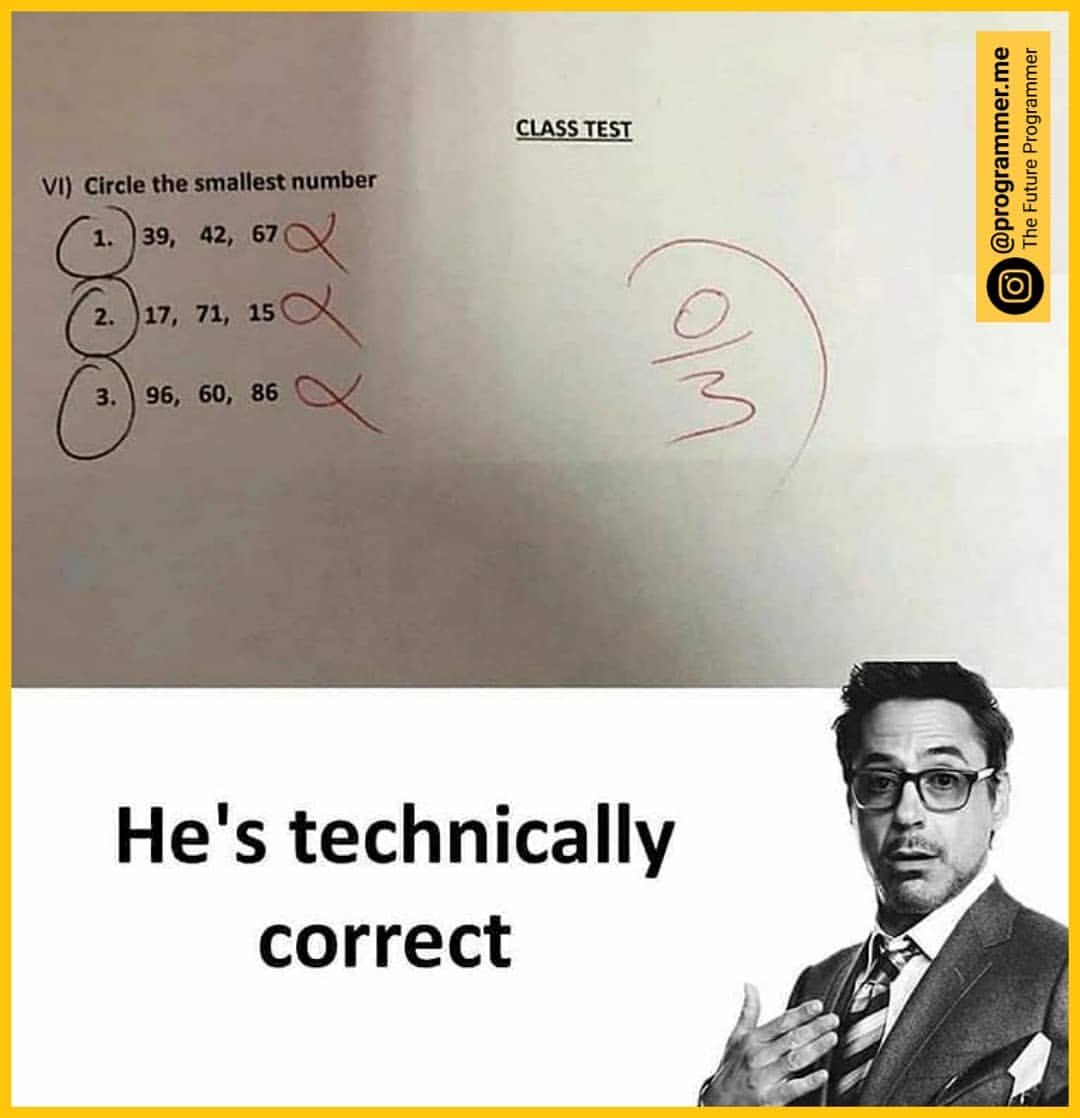 CLASS TEST
VI) Circle the smallest number
1. 39, 42, 67
2. 17, 71, 15
3. 96, 60, 86
0/3
@programmer.me
The Future Programmer
He's technically
correct